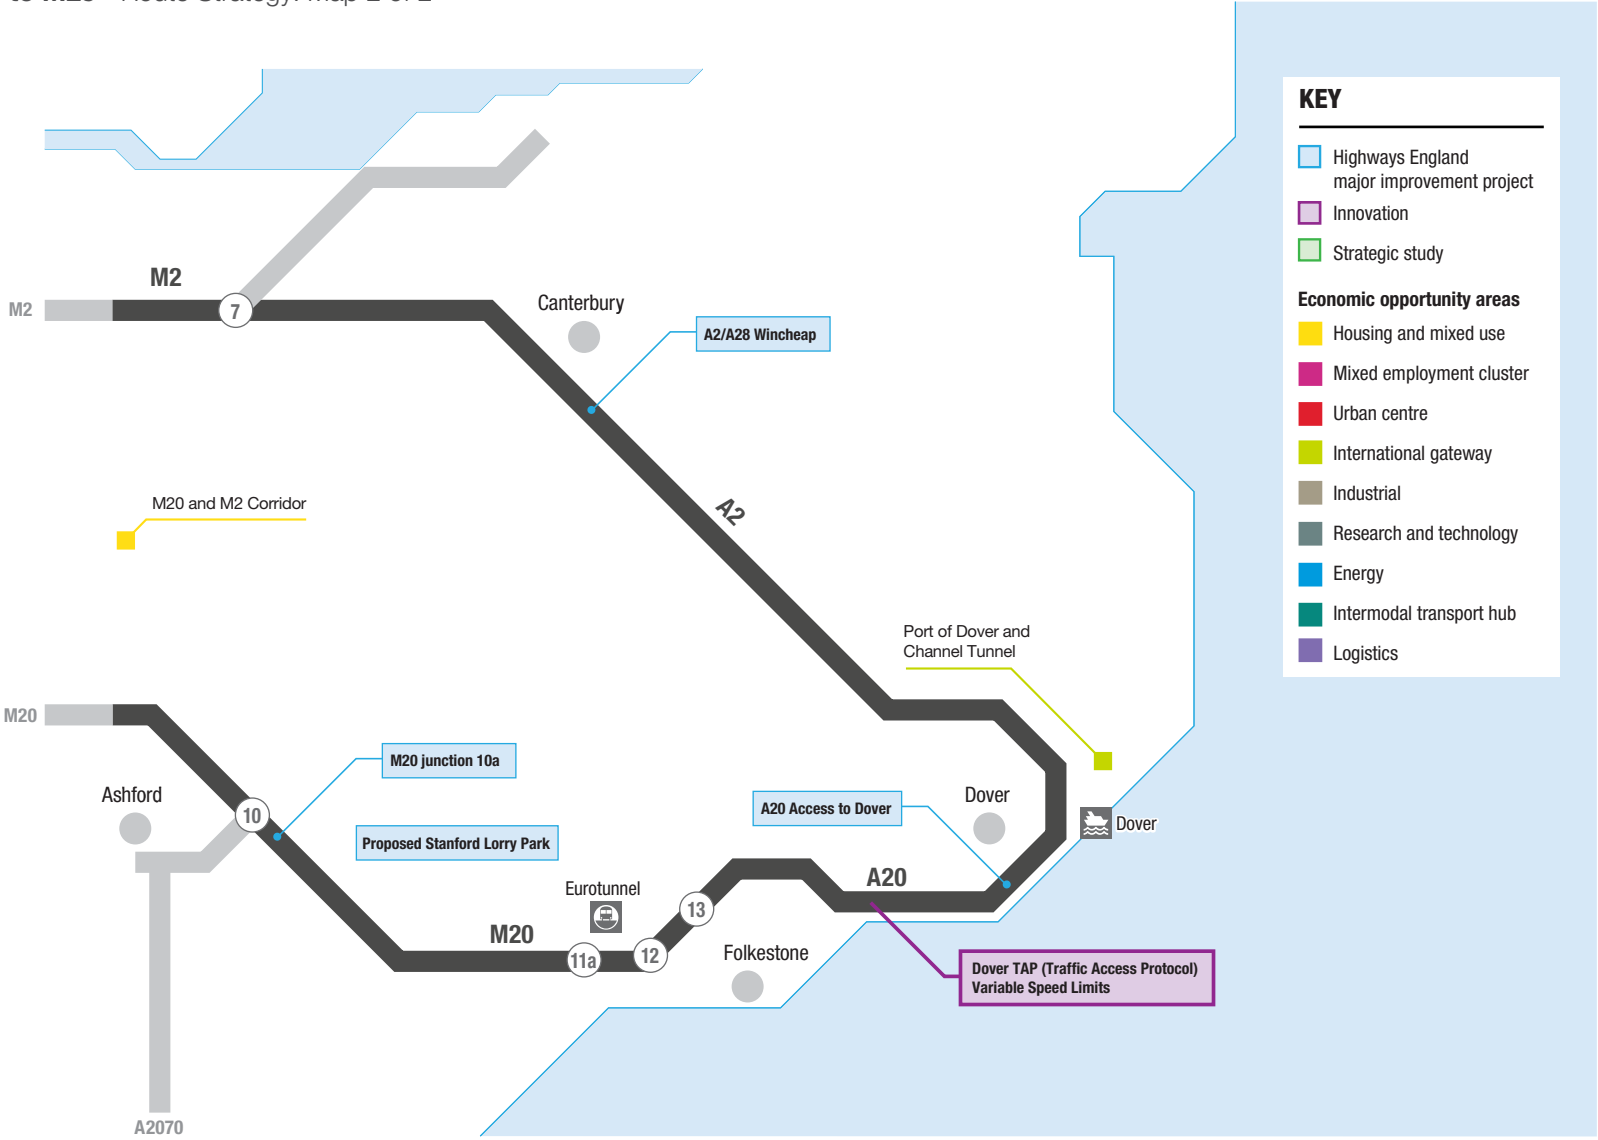 KEY
Highways England
major improvement project
Innovation
Strategic study
Economic opportunity areas
Housing and mixed use
Mixed employment cluster
Urban centre
International gateway
Industrial
Research and technology
Energy
Intermodal transport hub
Logistics
M2
M2
7
Canterbury
A2/A28 Wincheap
M20 and M2 Corridor
A2
Port of Dover and
Channel Tunnel
M20
M20 junction 10a
Ashford
10
Proposed Stanford Lorry Park
A20 Access to Dover
Dover
Dover
Eurotunnel
A20
13
M20
11a
12
Folkestone
Dover TAP (Traffic Access Protocol)
Variable Speed Limits
A2070